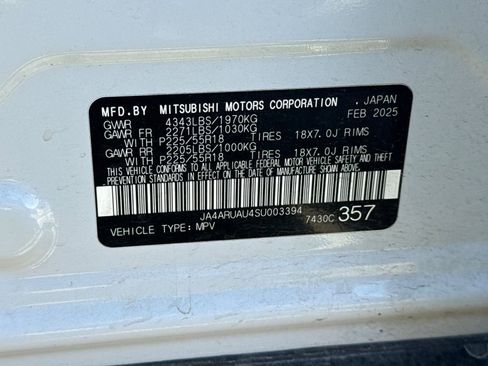 MFD.BY MITSUBISHI MOTORS CORPORATION , JAPAN
GVWR 4343LBS/1970KG FEB 2025
GAWR FR 2271LBS/1030KG
WITH P225/55R18 TIRES 18X7.0J RIMS
GAWR RR 2205LBS/1000KG
WITH P225/55R18 TIRES 18X7.0J RIMS
THIS VEHICLE CONFORMS TO ALL APPLICABLE FEDERAL MOTOR VEHICLE SAFETY AND THEFT
PREVENTION STANDARDS IN EFFECT ON THE DATE OF MANUFACTURE SHOWN ABOVE.
JA4ARUAU4SU003394 7430C 357
VEHICLE TYPE: MPV